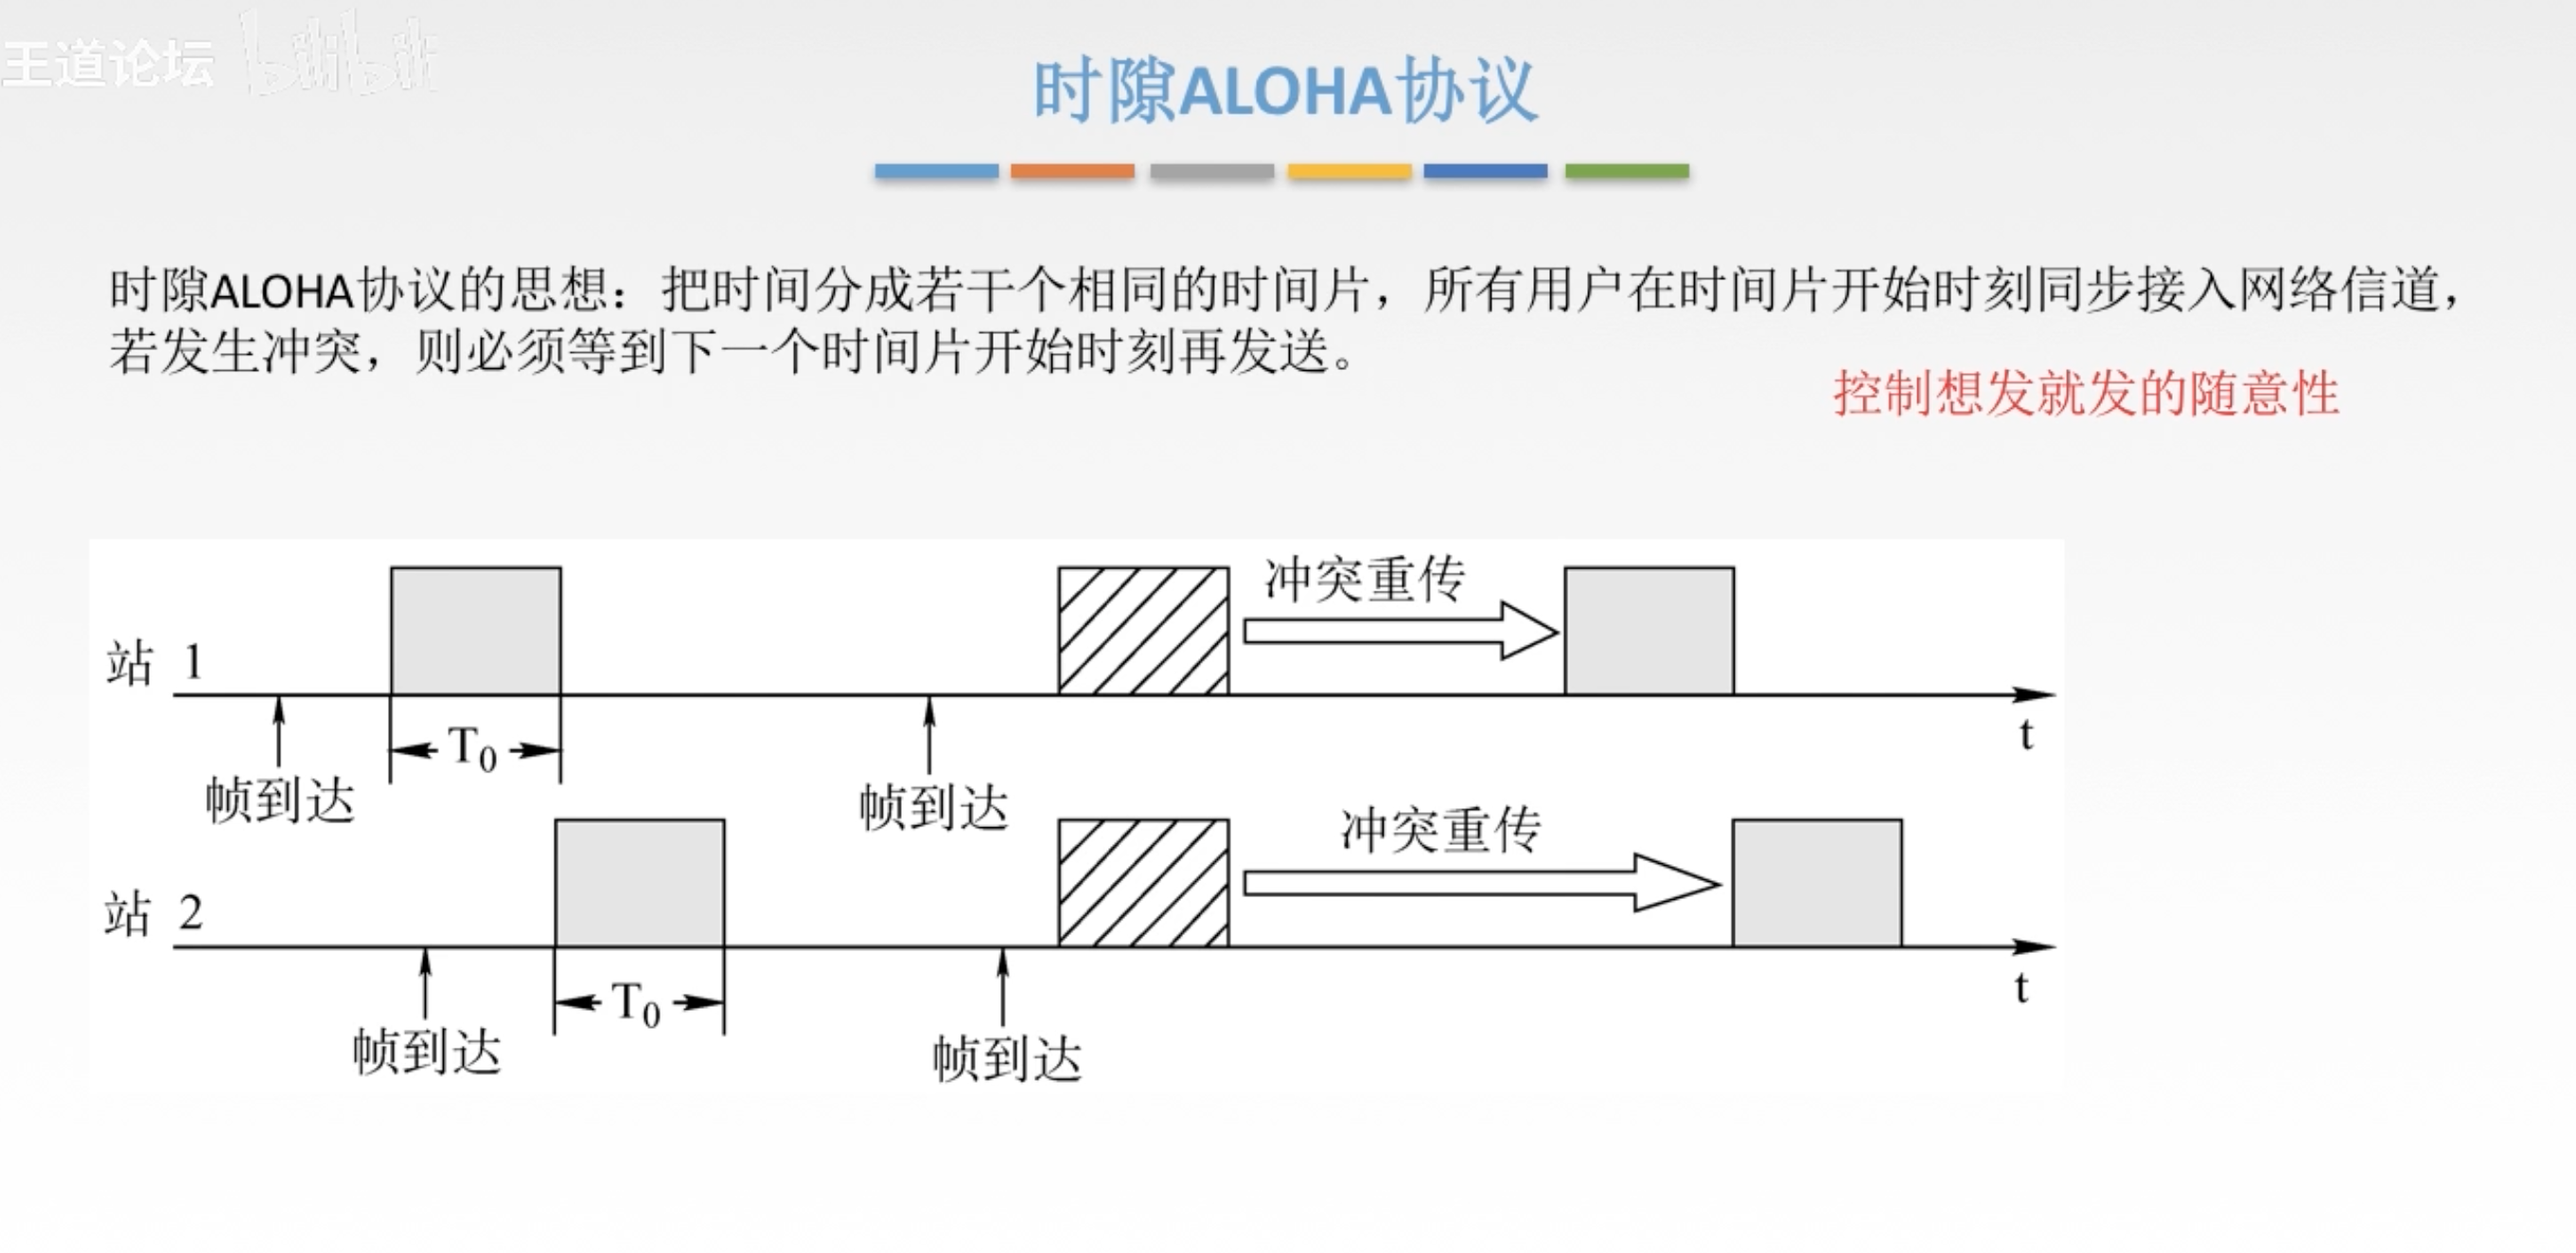 王道论坛 bilibili
时隙ALOHA协议
时隙ALOHA协议的思想：把时间分成若干个相同的时间片，所有用户在时间片开始时刻同步接入网络信道，
若发生冲突，则必须等到下一个时间片开始时刻再发送。
控制想发就发的随意性
冲突重传
站 1
T₀
t
帧到达
帧到达
冲突重传
站 2
T₀
t
帧到达
帧到达